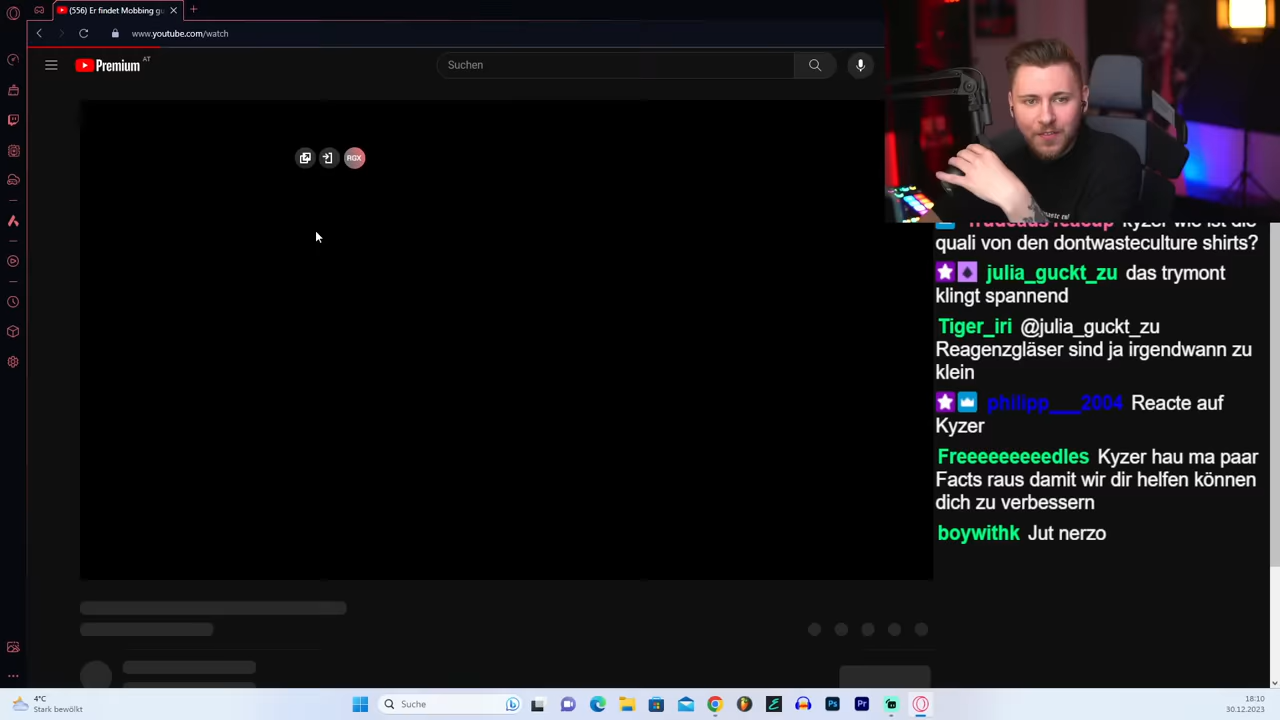 (556) Er findet Mobbing gu
www.youtube.com/watch
Premium AT
Suchen
RGX
kyzer wie ist die
quali von den dontwasteculture shirts?
julia_guckt_zu das trymont
klingt spannend
Tiger_iri @julia_guckt_zu
Reagenzgläser sind ja irgendwann zu
klein
philipp___2004 Reacte auf
Kyzer
Freeeeeeeeedles Kyzer hau ma paar
Facts raus damit wir dir helfen können
dich zu verbessern
boywithk Jut nerzo
4°C
Stark bewölkt
Suche
Ps
Pr
18:10
30.12.2023